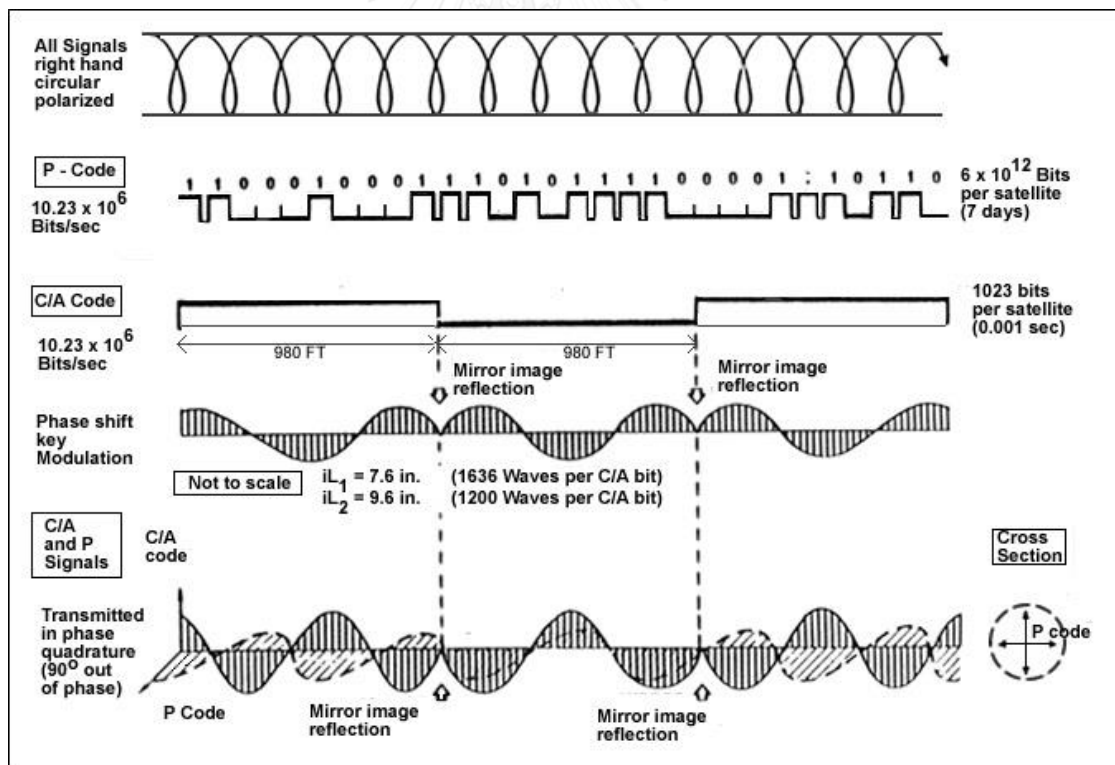 All Signals
right hand
circular
polarized
P - Code
10.23 x 10^6
Bits/sec
1 1 0 0 0 1 0 0 0 1 1 1 0 1 0 1 1 1 1 0 0 0 0 1 : 1 0 1 1 0
6 x 10^12 Bits
per satellite
(7 days)
C/A Code
10.23 x 10^6
Bits/sec
980 FT
980 FT
1023 bits
per satellite
(0.001 sec)
Mirror image
reflection
Mirror image
reflection
Phase shift
key
Modulation
Not to scale
iL1 = 7.6 in. (1636 Waves per C/A bit)
iL2 = 9.6 in. (1200 Waves per C/A bit)
C/A
and P
Signals
C/A
code
Cross
Section
Transmitted
in phase
quadrature
(90° out
of phase)
P code
P Code
Mirror image
reflection
Mirror image
reflection